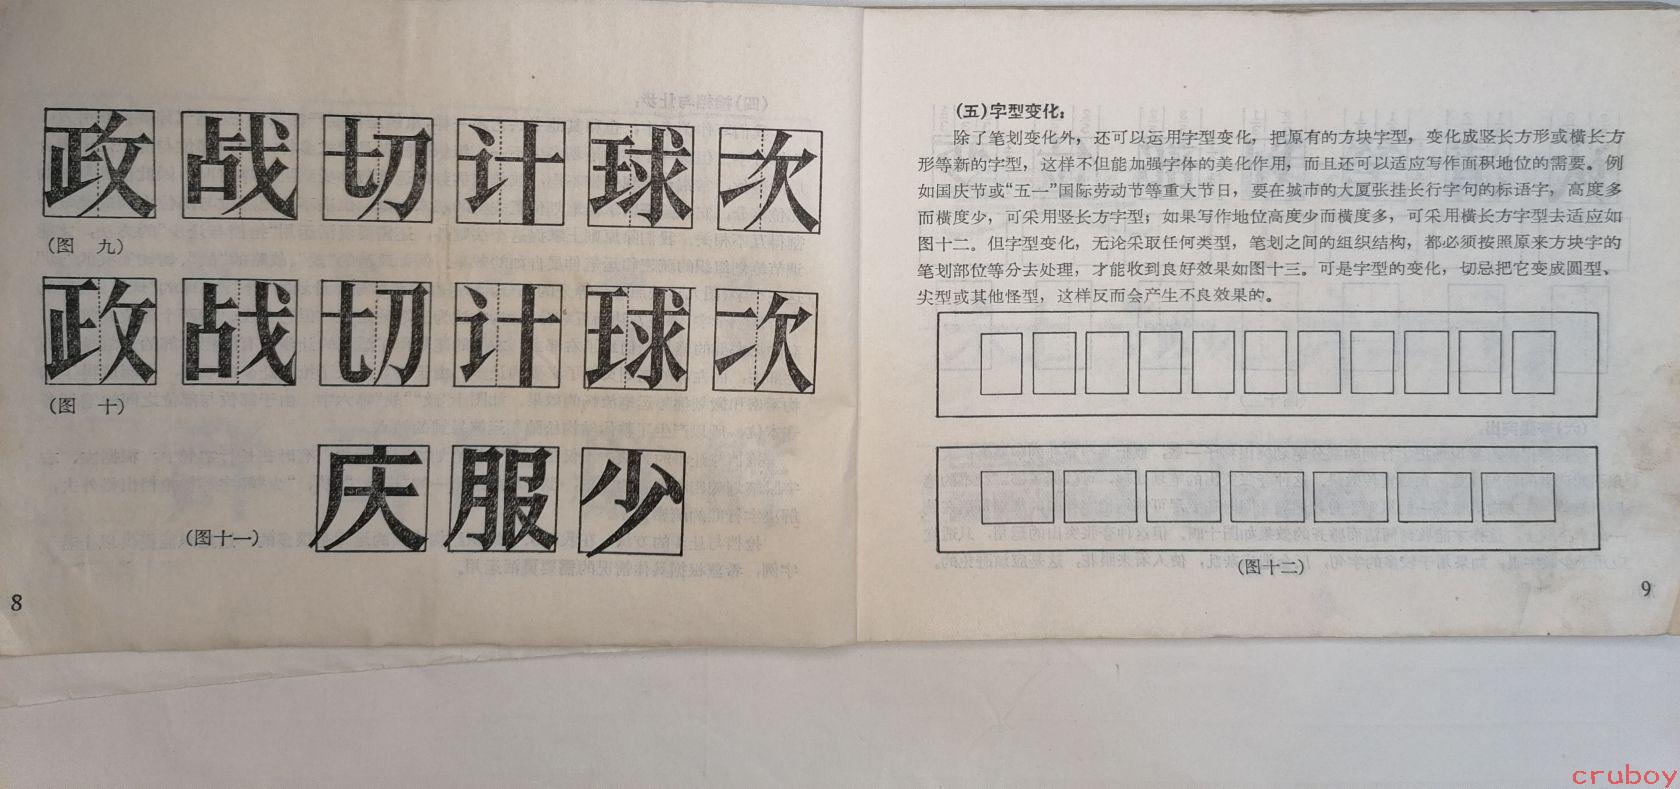 政战切计球次
(图 九)
政战切计球次
(图 十)
庆服少
(图十一)
8
(五)字型变化：
除了笔划变化外，还可以运用字型变化，把原有的方块字型，变化成竖长方形或横长方
形等新的字型，这样不但能加强字体的美化作用，而且还可以适应写作面积地位的需要。例
如国庆节或“五一”国际劳动节等重大节日，要在城市的大厦张挂长行字句的标语字，高度多
而横度少，可采用竖长方字型；如果写作地位高度少而横度多，可采用横长方字型去适应如
图十二。但字型变化，无论采取任何类型，笔划之间的组织结构，都必须按照原来方块字的
笔划部位等分去处理，才能收到良好效果如图十三。可是字型的变化，切忌把它变成圆型、
尖型或其他怪型，这样反而会产生不良效果的。
(图十二)
9
cruboy